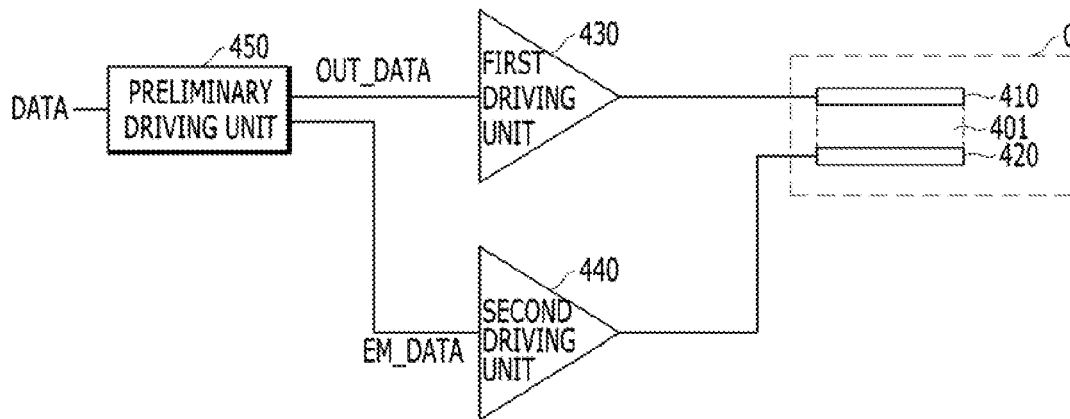 450
PRELIMINARY
DRIVING UNIT
DATA
OUT_DATA
430
FIRST
DRIVING
UNIT
410
401
420
440
SECOND
DRIVING
UNIT
EM_DATA